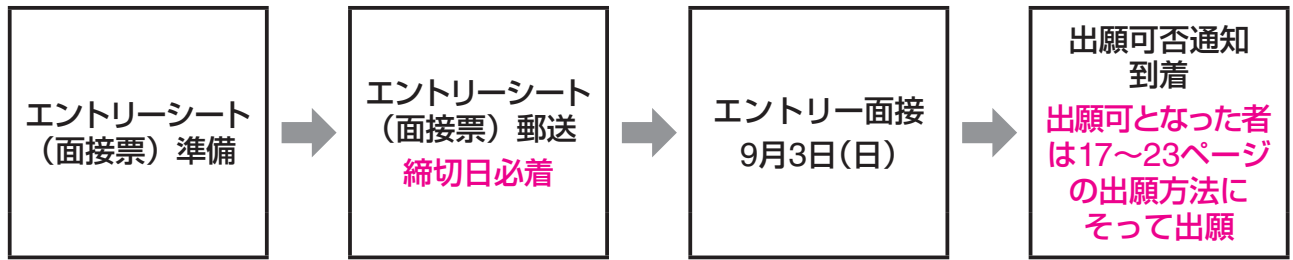 エントリーシート
(面接票)準備
エントリーシート
(面接票)郵送
締切日必着
エントリー面接
9月3日(日)
出願可否通知
到着
出願可となった者
は17〜23ページ
の出願方法に
そって出願